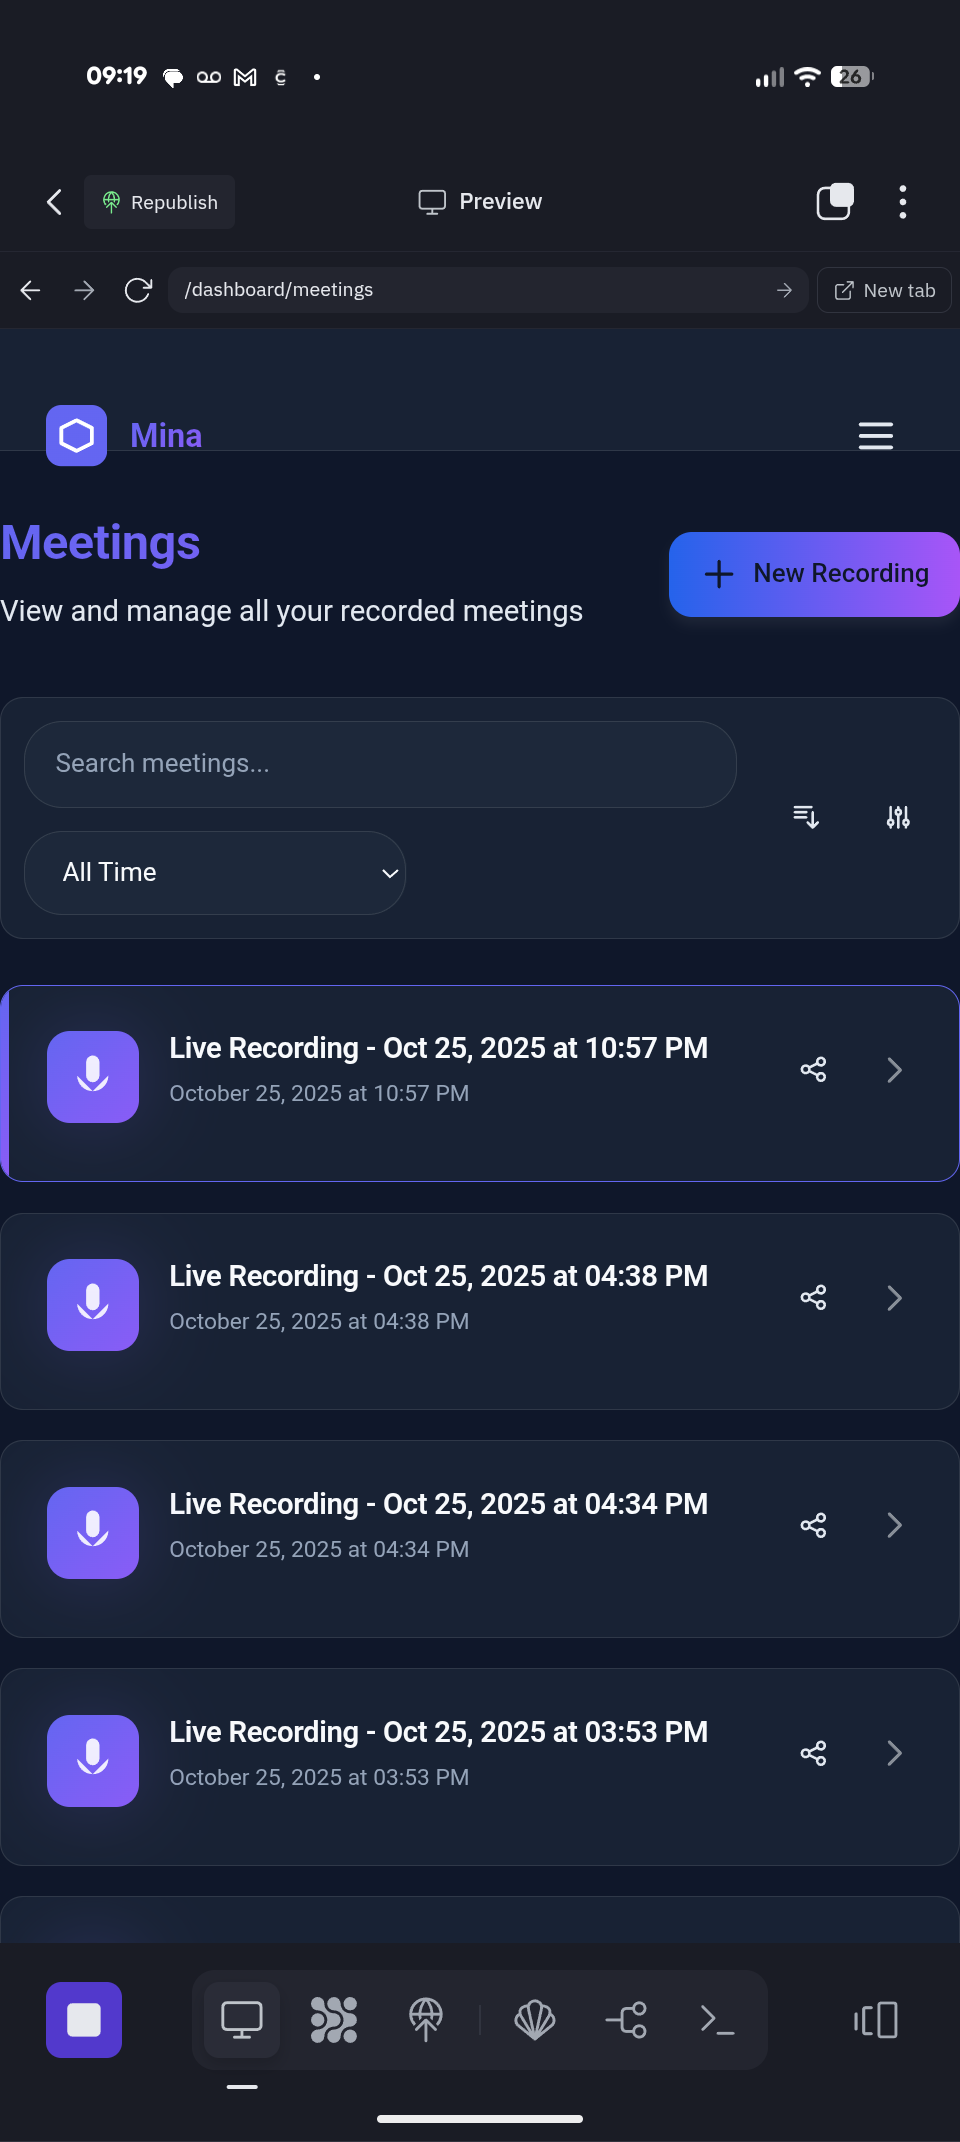 09:19
26
Republish
Preview
/dashboard/meetings
New tab
Mina
Meetings
View and manage all your recorded meetings
New Recording
Search meetings...
All Time
Live Recording - Oct 25, 2025 at 10:57 PM
October 25, 2025 at 10:57 PM
Live Recording - Oct 25, 2025 at 04:38 PM
October 25, 2025 at 04:38 PM
Live Recording - Oct 25, 2025 at 04:34 PM
October 25, 2025 at 04:34 PM
Live Recording - Oct 25, 2025 at 03:53 PM
October 25, 2025 at 03:53 PM